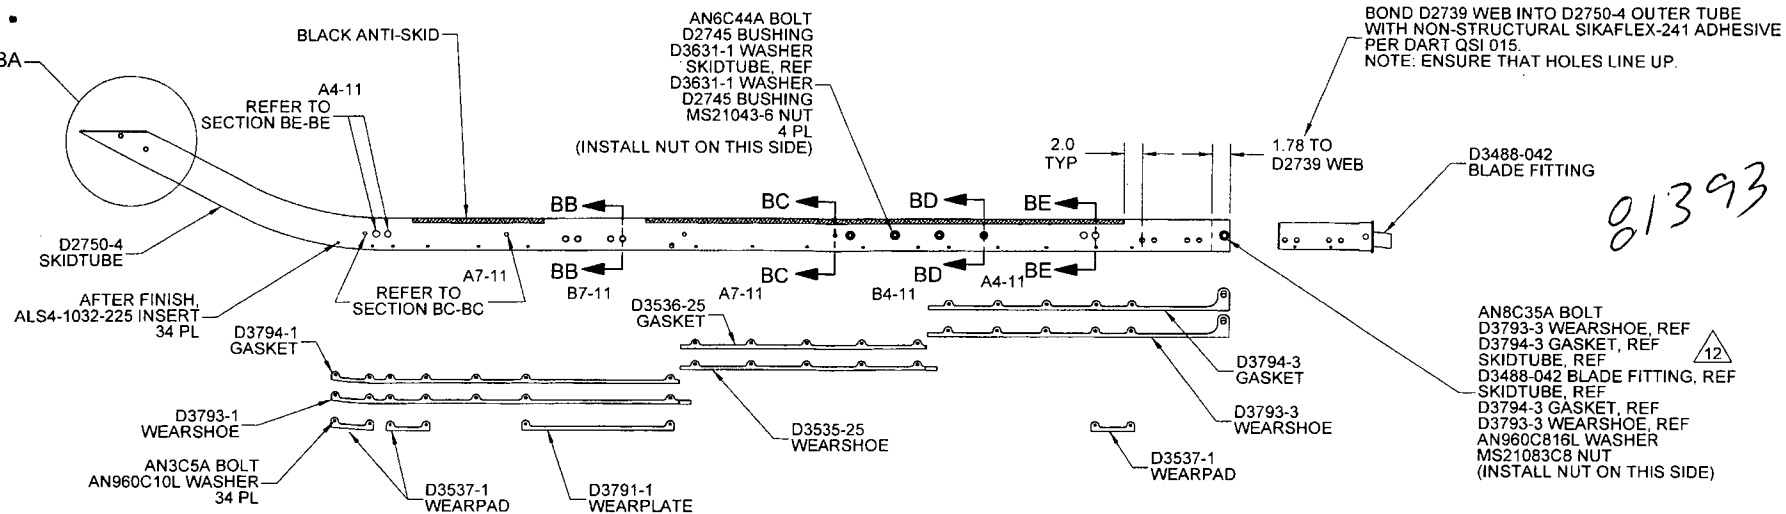 BOND D2739 WEB INTO D2750-4 OUTER TUBE
WITH NON-STRUCTURAL SIKAFLEX-241 ADHESIVE
PER DART QSI 015.
NOTE: ENSURE THAT HOLES LINE UP.
AN6C44A BOLT
D2745 BUSHING
D3631-1 WASHER
SKIDTUBE, REF
D3631-1 WASHER
D2745 BUSHING
MS21043-6 NUT
4 PL
(INSTALL NUT ON THIS SIDE)
BLACK ANTI-SKID
A4-11
REFER TO
SECTION BE-BE
2.0
TYP
1.78 TO
D2739 WEB
D3488-042
BLADE FITTING
81393
BB
BC
BD
BE
D2750-4
SKIDTUBE
BB
BC
BD
BE
A7-11
REFER TO
SECTION BC-BC
B7-11
A7-11
B4-11
A4-11
AFTER FINISH,
ALS4-1032-225 INSERT
34 PL
D3794-1
GASKET
D3536-25
GASKET
D3794-3
GASKET
D3793-1
WEARSHOE
D3535-25
WEARSHOE
D3793-3
WEARSHOE
AN3C5A BOLT
AN960C10L WASHER
34 PL
D3537-1
WEARPAD
D3791-1
WEARPLATE
D3537-1
WEARPAD
AN8C35A BOLT
D3793-3 WEARSHOE, REF
D3794-3 GASKET, REF
SKIDTUBE, REF
12
D3488-042 BLADE FITTING, REF
SKIDTUBE, REF
D3794-3 GASKET, REF
D3793-3 WEARSHOE, REF
AN960C816L WASHER
MS21083C8 NUT
(INSTALL NUT ON THIS SIDE)